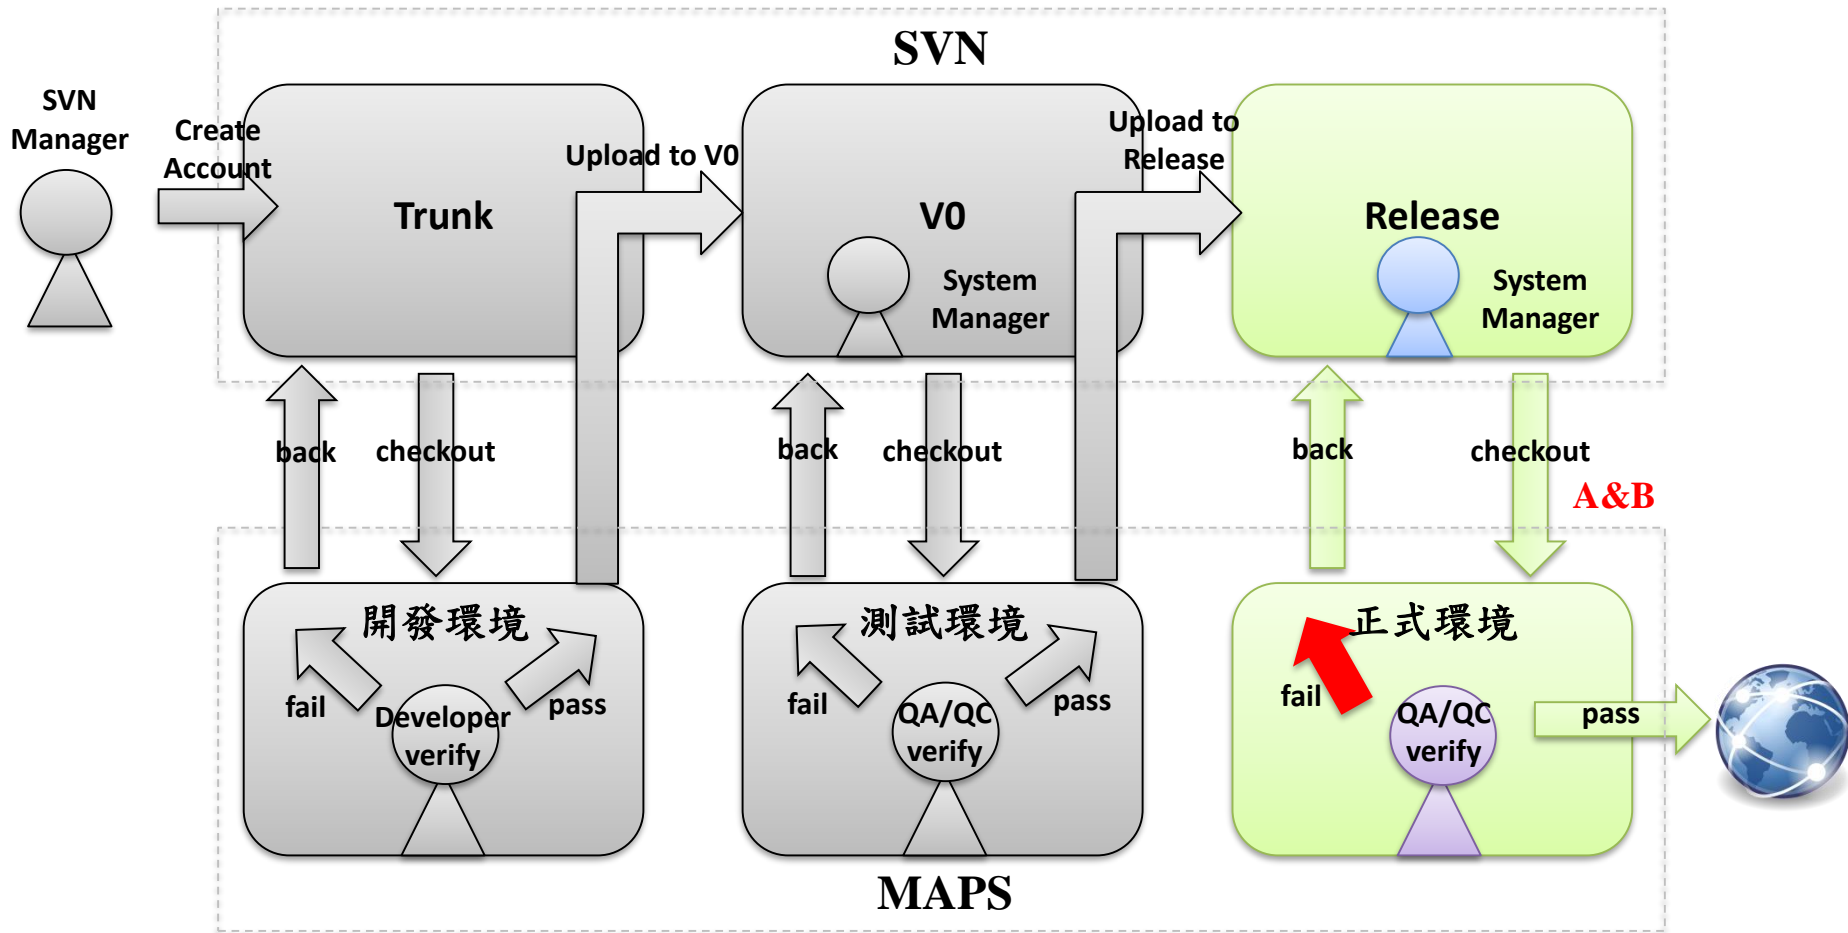 SVN
SVN
Manager
Create
Account
Trunk
Upload to V0
V0
System
Manager
Upload to
Release
Release
System
Manager
back
checkout
back
checkout
back
checkout
A&B
開發環境
fail
pass
Developer
verify
測試環境
fail
pass
QA/QC
verify
正式環境
fail
QA/QC
verify
pass
MAPS